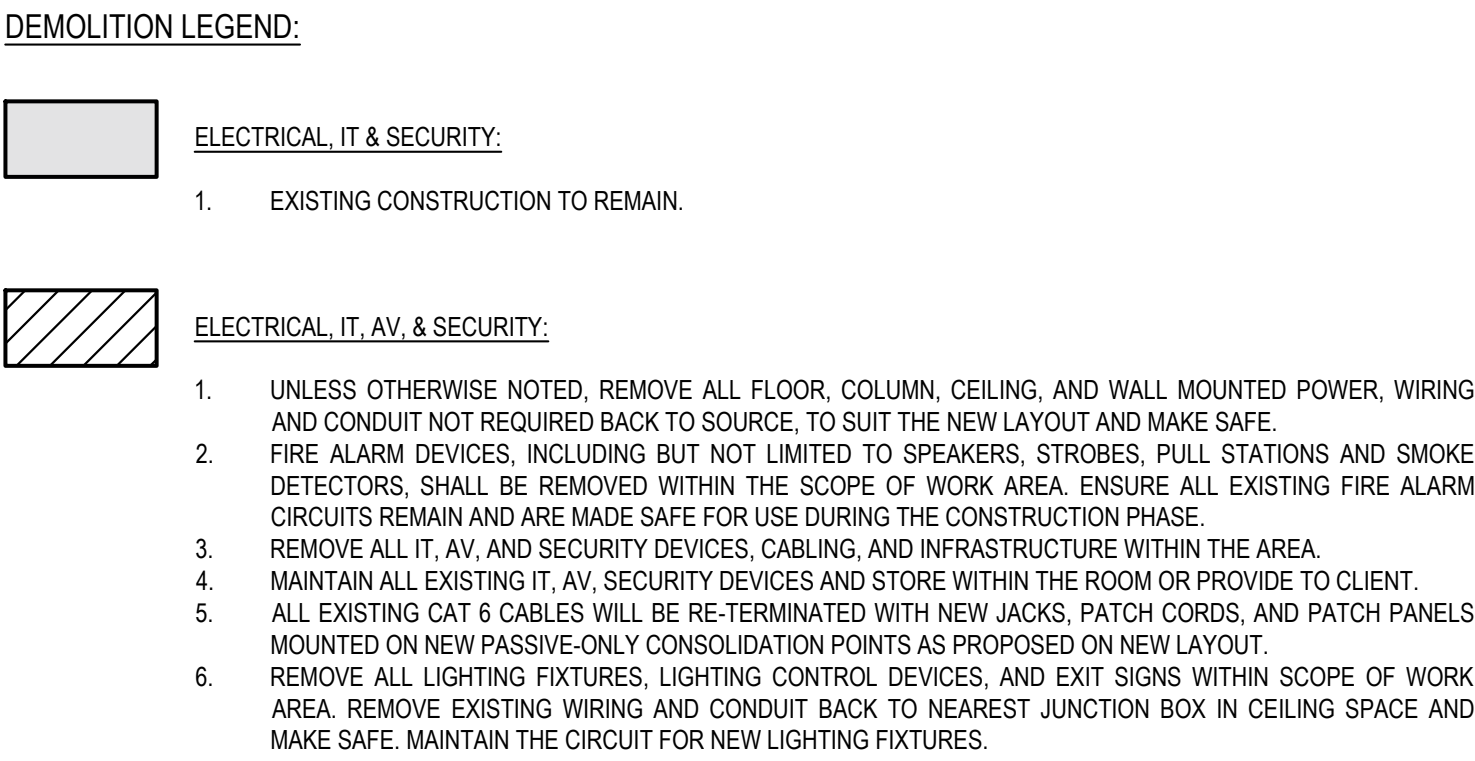 DEMOLITION LEGEND:
ELECTRICAL, IT & SECURITY:
1. EXISTING CONSTRUCTION TO REMAIN.
ELECTRICAL, IT, AV, & SECURITY:
1. UNLESS OTHERWISE NOTED, REMOVE ALL FLOOR, COLUMN, CEILING, AND WALL MOUNTED POWER, WIRING
AND CONDUIT NOT REQUIRED BACK TO SOURCE, TO SUIT THE NEW LAYOUT AND MAKE SAFE.
2. FIRE ALARM DEVICES, INCLUDING BUT NOT LIMITED TO SPEAKERS, STROBES, PULL STATIONS AND SMOKE
DETECTORS, SHALL BE REMOVED WITHIN THE SCOPE OF WORK AREA. ENSURE ALL EXISTING FIRE ALARM
CIRCUITS REMAIN AND ARE MADE SAFE FOR USE DURING THE CONSTRUCTION PHASE.
3. REMOVE ALL IT, AV, AND SECURITY DEVICES, CABLING, AND INFRASTRUCTURE WITHIN THE AREA.
4. MAINTAIN ALL EXISTING IT, AV, SECURITY DEVICES AND STORE WITHIN THE ROOM OR PROVIDE TO CLIENT.
5. ALL EXISTING CAT 6 CABLES WILL BE RE-TERMINATED WITH NEW JACKS, PATCH CORDS, AND PATCH PANELS
MOUNTED ON NEW PASSIVE-ONLY CONSOLIDATION POINTS AS PROPOSED ON NEW LAYOUT.
6. REMOVE ALL LIGHTING FIXTURES, LIGHTING CONTROL DEVICES, AND EXIT SIGNS WITHIN SCOPE OF WORK
AREA. REMOVE EXISTING WIRING AND CONDUIT BACK TO NEAREST JUNCTION BOX IN CEILING SPACE AND
MAKE SAFE. MAINTAIN THE CIRCUIT FOR NEW LIGHTING FIXTURES.